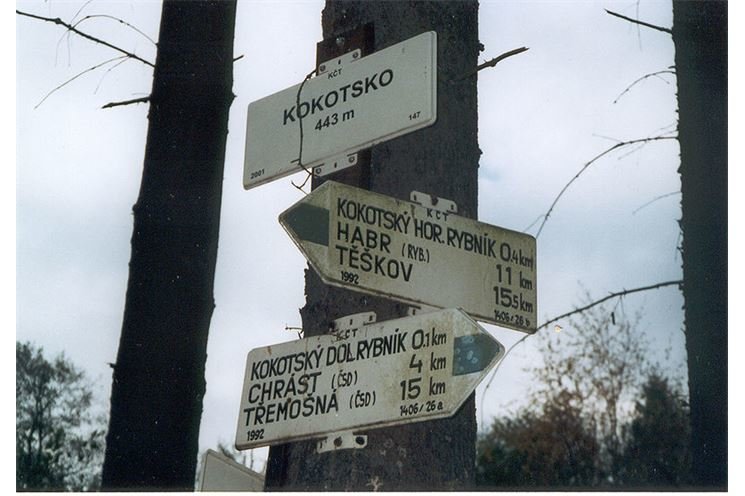 KČT
KOKOTSKO
443 m
2001 147
KČT
KOKOTSKÝ HOR. RYBNÍK 0.4 km
HABR (RYB.) 11 km
TĚŠKOV 15.5 km
1992 1406/26 b
KČT
KOKOTSKÝ DOL.RYBNÍK 0.1 km
CHRÁST (ČSD) 4 km
TŘEMOŠNÁ (ČSD) 15 km
1992 1406/26 a